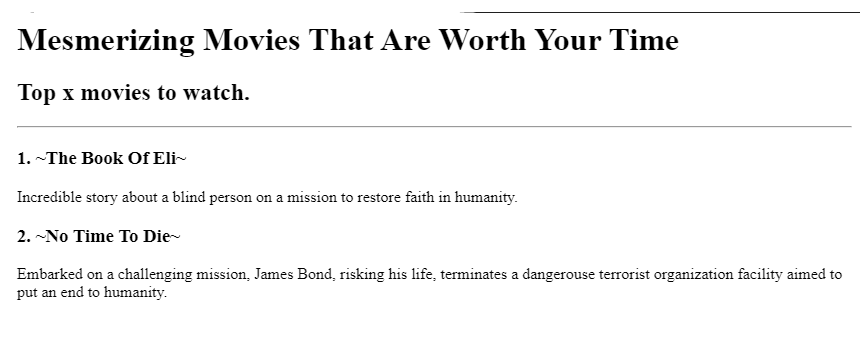 Mesmerizing Movies That Are Worth Your Time
Top x movies to watch.
1. ~The Book Of Eli~
Incredible story about a blind person on a mission to restore faith in humanity.
2. ~No Time To Die~
Embarked on a challenging mission, James Bond, risking his life, terminates a dangerouse terrorist organization facility aimed to
put an end to humanity.